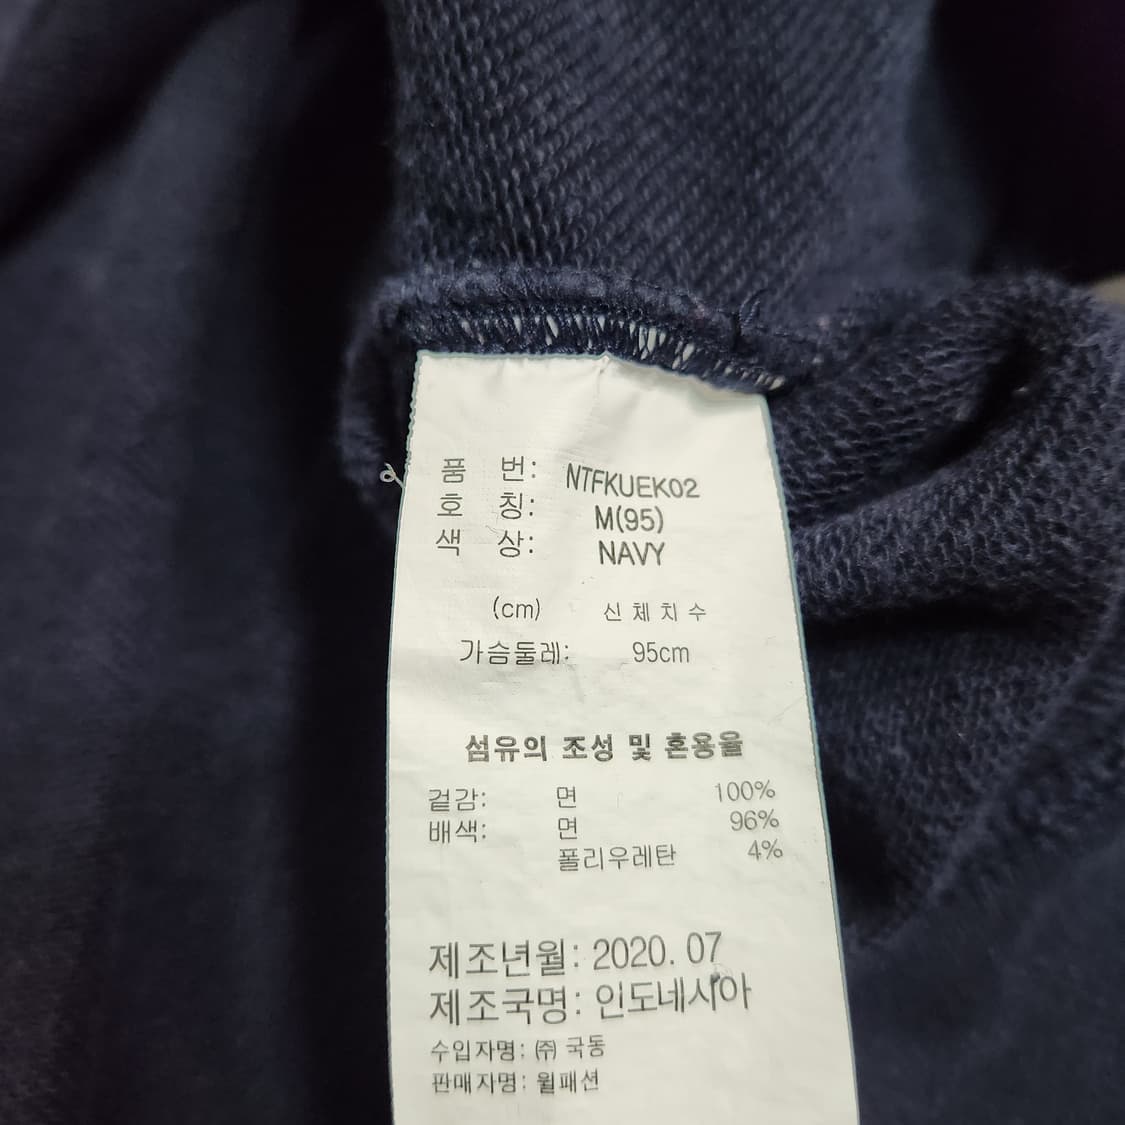 품 번: NTFKUEK02
호 칭: M(95)
색 상: NAVY
(cm) 신체치수
가슴둘레: 95cm
섬유의 조성 및 혼용율
겉감: 면 100%
배색: 면 96%
폴리우레탄 4%
제조년월: 2020. 07
제조국명: 인도네시아
수입자명: ㈜ 국동
판매자명: 월패션